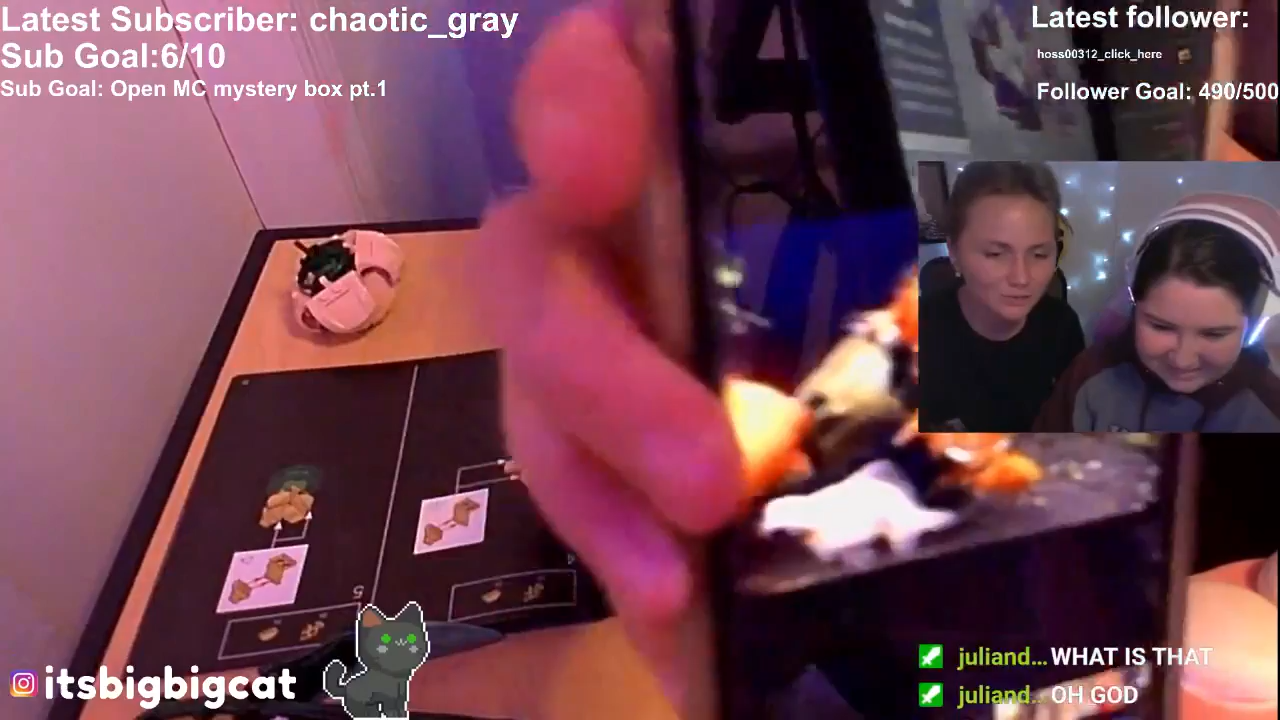 Latest Subscriber: chaotic_gray
Sub Goal:6/10
Sub Goal: Open MC mystery box pt.1
Latest follower:
hoss00312_click_here
Follower Goal: 490/500
5
itsbigbigcat
juliand... WHAT IS THAT
juliand... OH GOD